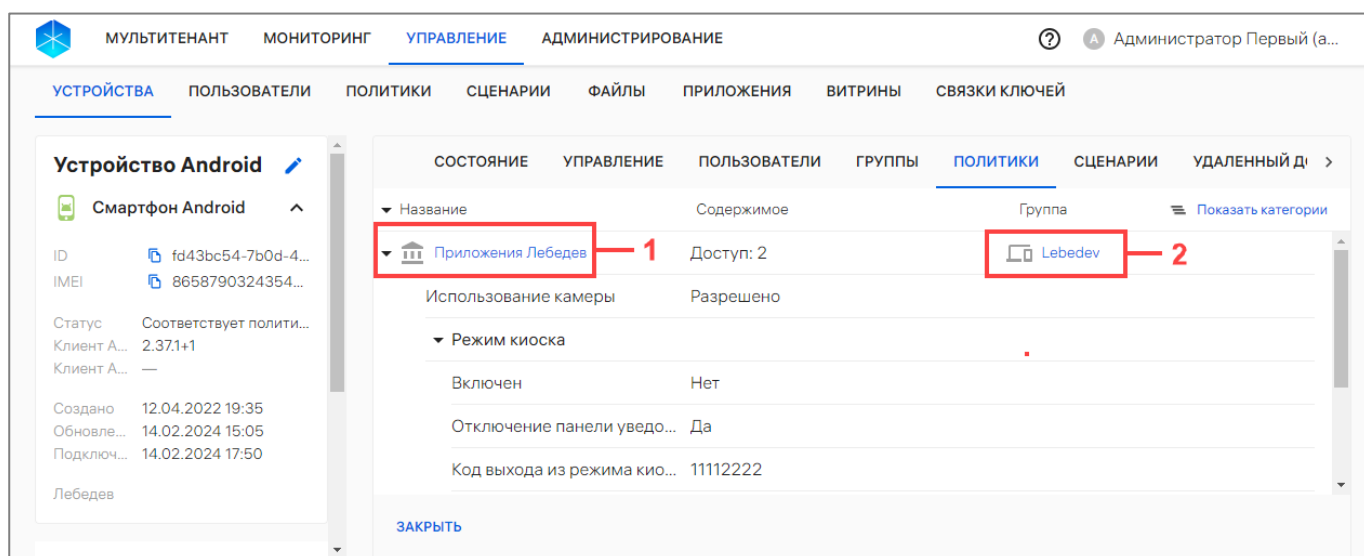 МУЛЬТИТЕНАНТ МОНИТОРИНГ УПРАВЛЕНИЕ АДМИНИСТРИРОВАНИЕ ? А Администратор Первый (а...
УСТРОЙСТВА ПОЛЬЗОВАТЕЛИ ПОЛИТИКИ СЦЕНАРИИ ФАЙЛЫ ПРИЛОЖЕНИЯ ВИТРИНЫ СВЯЗКИ КЛЮЧЕЙ
Устройство Android
Смартфон Android
ID fd43bc54-7b0d-4...
IMEI 8658790324354...
Статус Соответствует полити...
Клиент А... 2.37.1+1
Клиент А... —
Создано 12.04.2022 19:35
Обновле... 14.02.2024 15:05
Подключ... 14.02.2024 17:50
Лебедев
СОСТОЯНИЕ УПРАВЛЕНИЕ ПОЛЬЗОВАТЕЛИ ГРУППЫ ПОЛИТИКИ СЦЕНАРИИ УДАЛЕННЫЙ
Название Содержимое Группа Показать категории
Приложения Лебедев 1 Доступ: 2 Lebedev 2
Использование камеры Разрешено
Режим киоска
Включен Нет
Отключение панели уведо... Да
Код выхода из режима кио... 11112222
ЗАКРЫТЬ